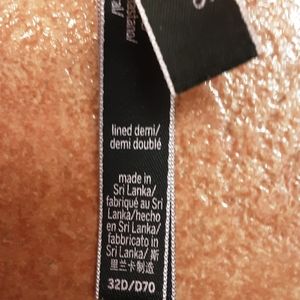 lined demi/
demi doublé
made in
Sri Lanka/
fabriqué au Sri
Lanka/hecho
en Sri Lanka/
fabbricato in
Sri Lanka/ 斯
里兰卡制造
32D/D70